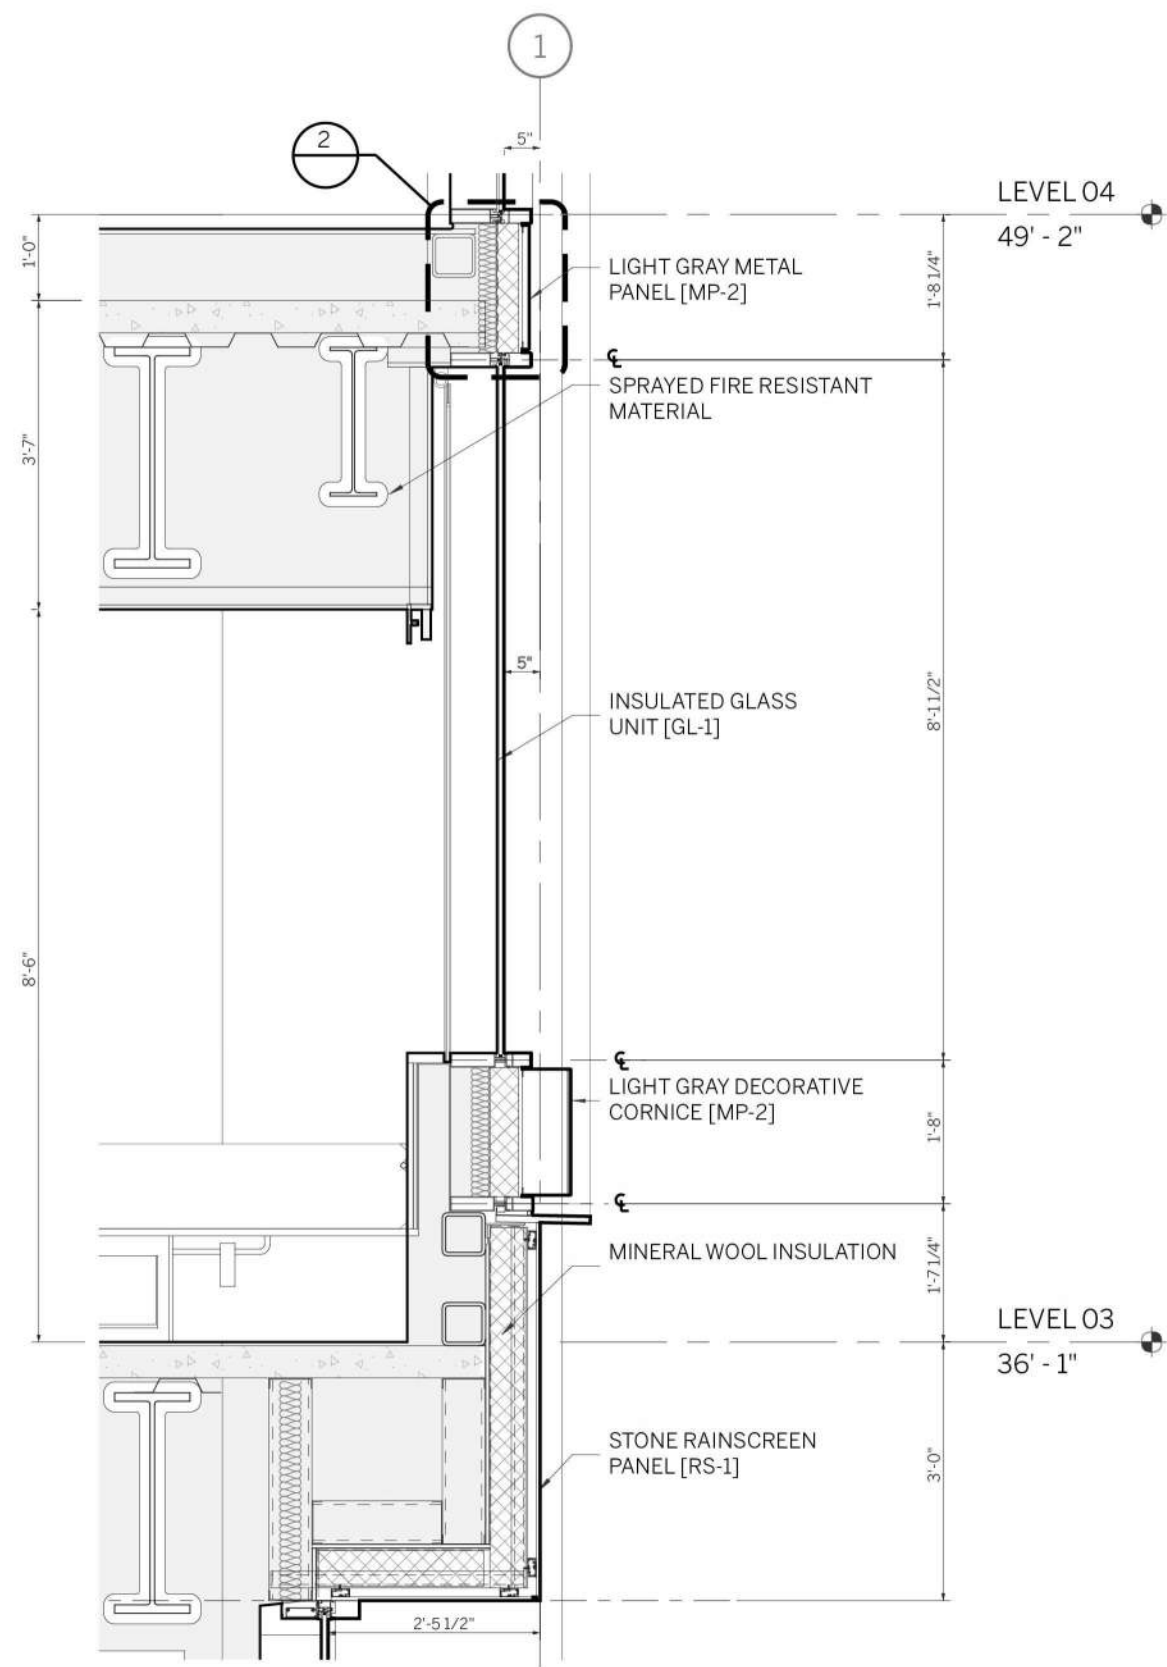 1
5"
2
LEVEL 04
49' - 2"
1'-0"
1'-8 1/4"
LIGHT GRAY METAL
PANEL [MP-2]
℄
SPRAYED FIRE RESISTANT
MATERIAL
3'-7"
5"
INSULATED GLASS
UNIT [GL-1]
8'-1 1/2"
8'-6"
℄
LIGHT GRAY DECORATIVE
CORNICE [MP-2]
1'-8"
℄
MINERAL WOOL INSULATION
1'-7 1/4"
LEVEL 03
36' - 1"
STONE RAINSCREEN
PANEL [RS-1]
3'-0"
2'-5 1/2"